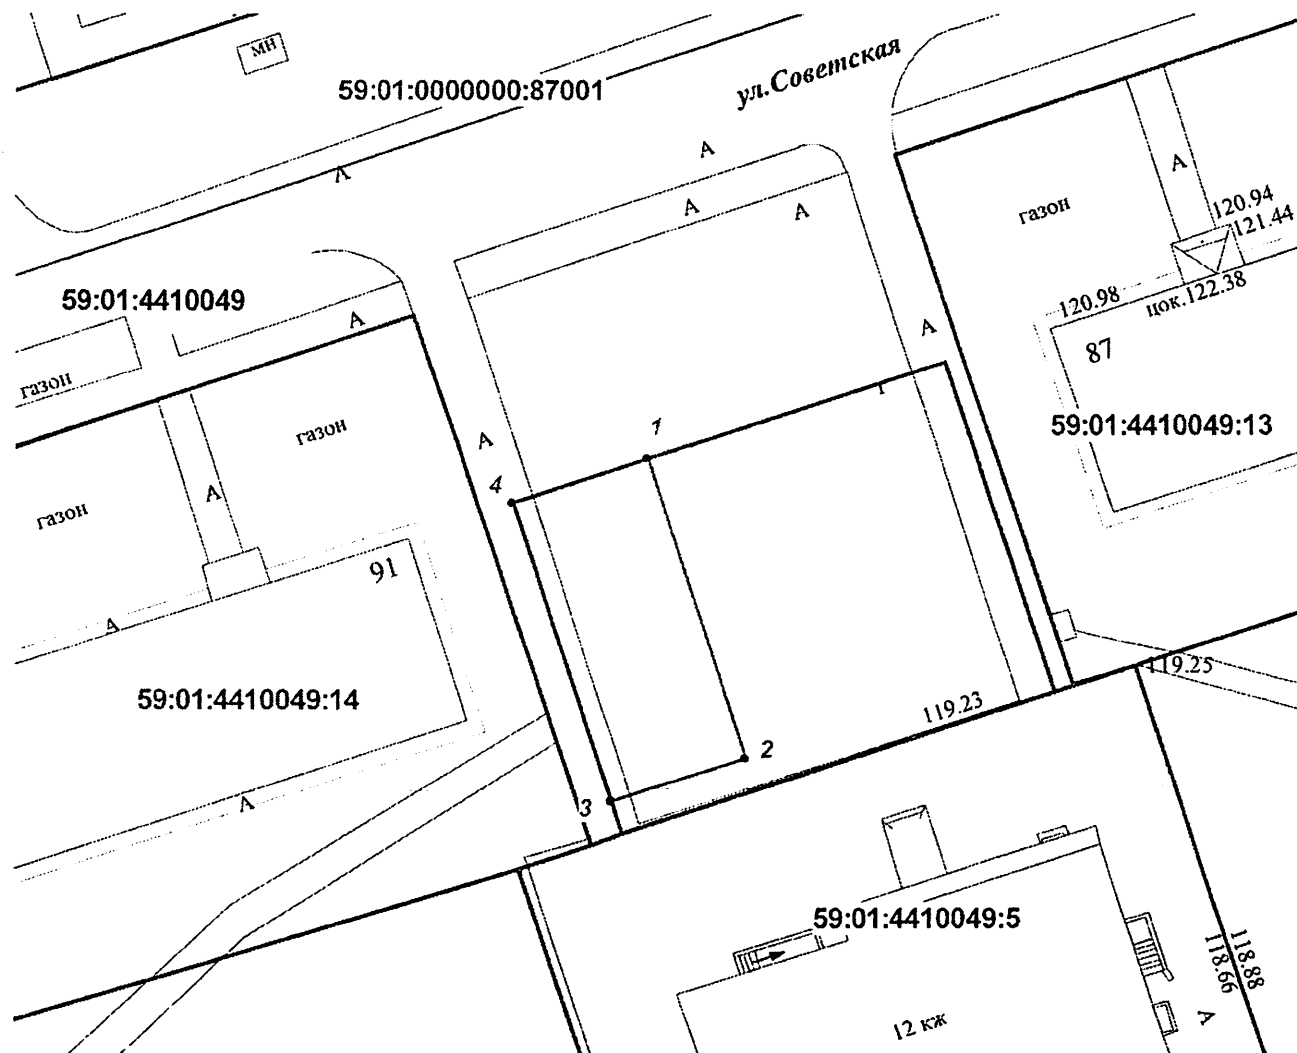 мн
59:01:0000000:87001
ул.Советская
А
А
А
А
А
газон
120.94
121.44
59:01:4410049
А
120.98
цок.122.38
А
87
газон
газон
1
59:01:4410049:13
А
4
А
газон
91
А
119.25
59:01:4410049:14
119.23
2
А
3
59:01:4410049:5
118.88
118.66
12 кж
А